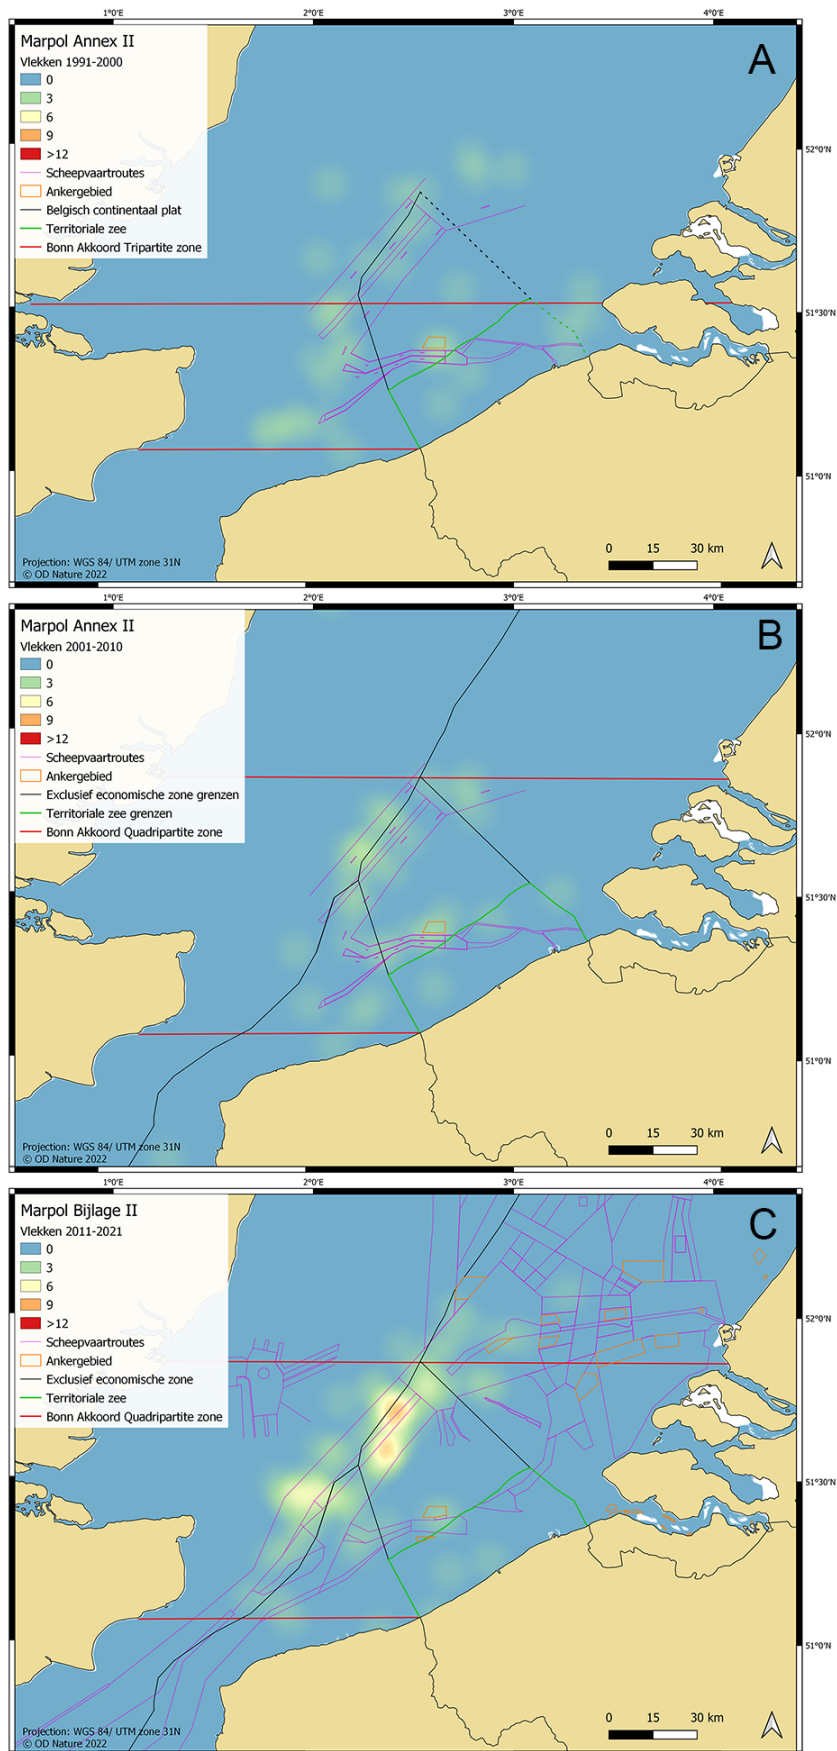 1°0'E 2°0'E 3°0'E 4°0'E
Marpol Annex II
A
Vlekken 1991-2000
0
3
6
9
>12
Scheepvaartroutes
Ankergebied
Belgisch continentaal plat
Territoriale zee
Bonn Akkoord Tripartite zone
52°0'N
51°30'N
51°0'N
Projection: WGS 84/ UTM zone 31N
© OD Nature 2022
0 15 30 km
1°0'E 2°0'E 3°0'E 4°0'E
Marpol Annex II
B
Vlekken 2001-2010
0
3
6
9
>12
Scheepvaartroutes
Ankergebied
Exclusief economische zone grenzen
Territoriale zee grenzen
Bonn Akkoord Quadripartite zone
52°0'N
51°30'N
51°0'N
Projection: WGS 84/ UTM zone 31N
© OD Nature 2022
0 15 30 km
1°0'E 2°0'E 3°0'E 4°0'E
Marpol Bijlage II
C
Vlekken 2011-2021
0
3
6
9
>12
Scheepvaartroutes
Ankergebied
Exclusief economische zone
Territoriale zee
Bonn Akkoord Quadripartite zone
52°0'N
51°30'N
51°0'N
Projection: WGS 84/ UTM zone 31N
© OD Nature 2022
0 15 30 km